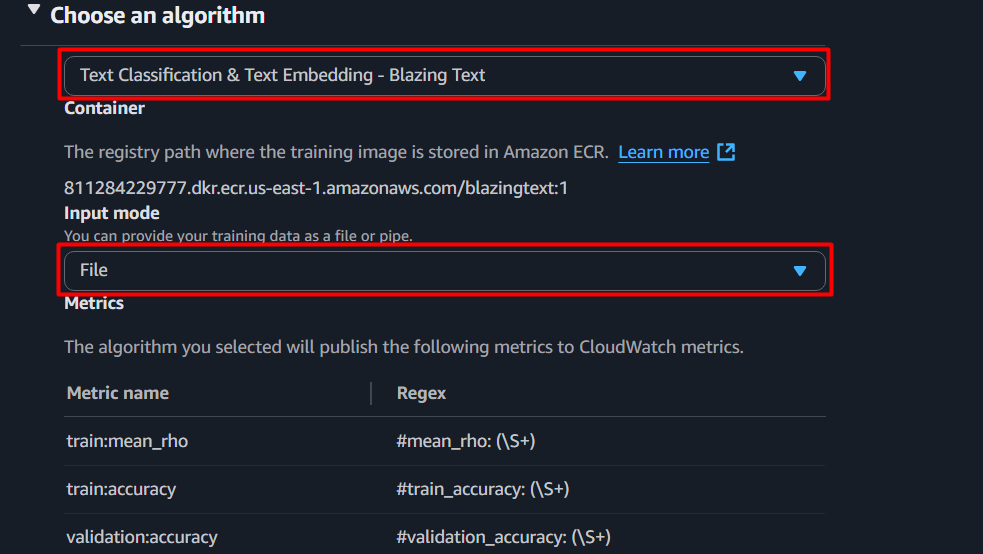 Choose an algorithm
Text Classification & Text Embedding - Blazing Text
Container
The registry path where the training image is stored in Amazon ECR. Learn more
811284229777.dkr.ecr.us-east-1.amazonaws.com/blazingtext:1
Input mode
You can provide your training data as a file or pipe.
File
Metrics
The algorithm you selected will publish the following metrics to CloudWatch metrics.
Metric name Regex
train:mean_rho #mean_rho: (\S+)
train:accuracy #train_accuracy: (\S+)
validation:accuracy #validation_accuracy: (\S+)